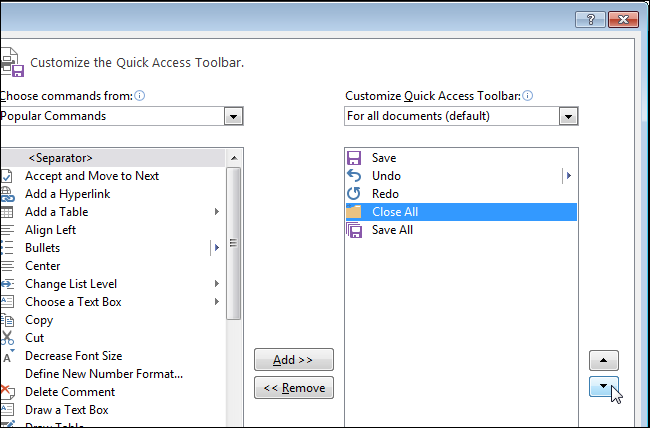 ?
Customize the Quick Access Toolbar.
Choose commands from:
Popular Commands
<Separator>
Accept and Move to Next
Add a Hyperlink
Add a Table
Align Left
Bullets
Center
Change List Level
Choose a Text Box
Copy
Cut
Decrease Font Size
Define New Number Format...
Delete Comment
Draw a Text Box
Draw Table
Add >>
<< Remove
Customize Quick Access Toolbar:
For all documents (default)
Save
Undo
Redo
Close All
Save All